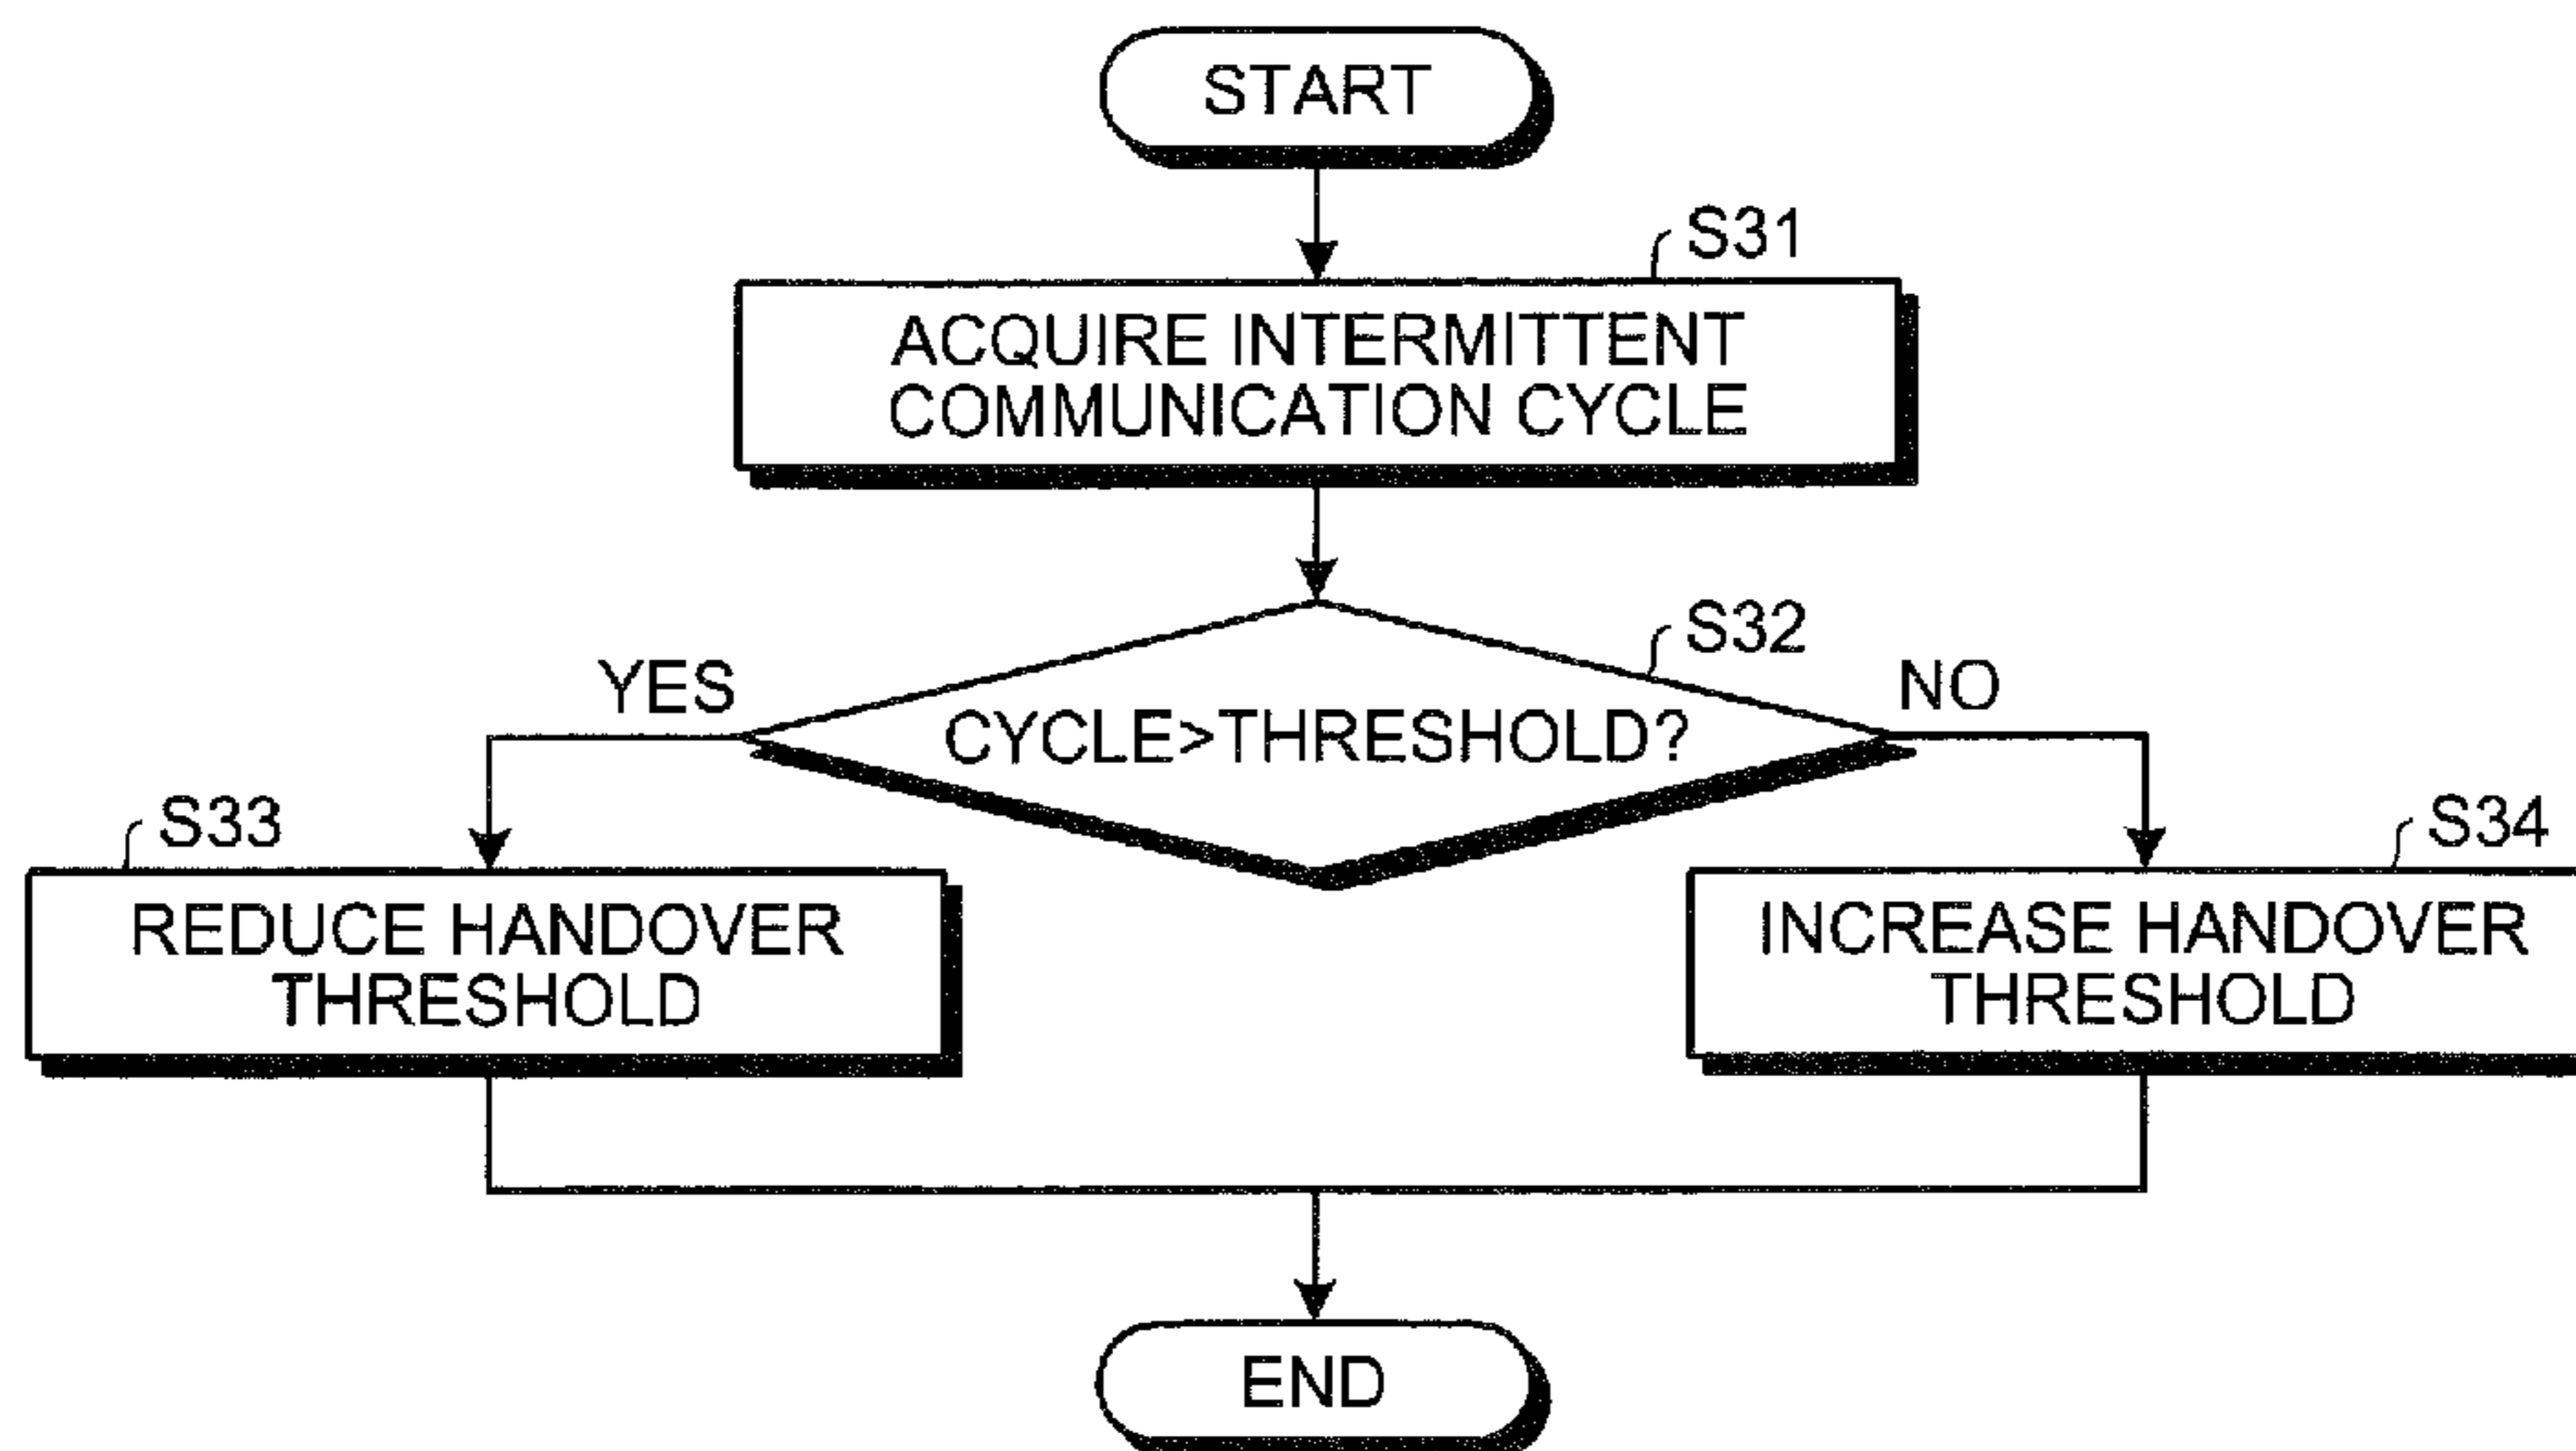 START
S31
ACQUIRE INTERMITTENT
COMMUNICATION CYCLE
S32
YES
NO
CYCLE>THRESHOLD?
S33
S34
REDUCE HANDOVER
THRESHOLD
INCREASE HANDOVER
THRESHOLD
END